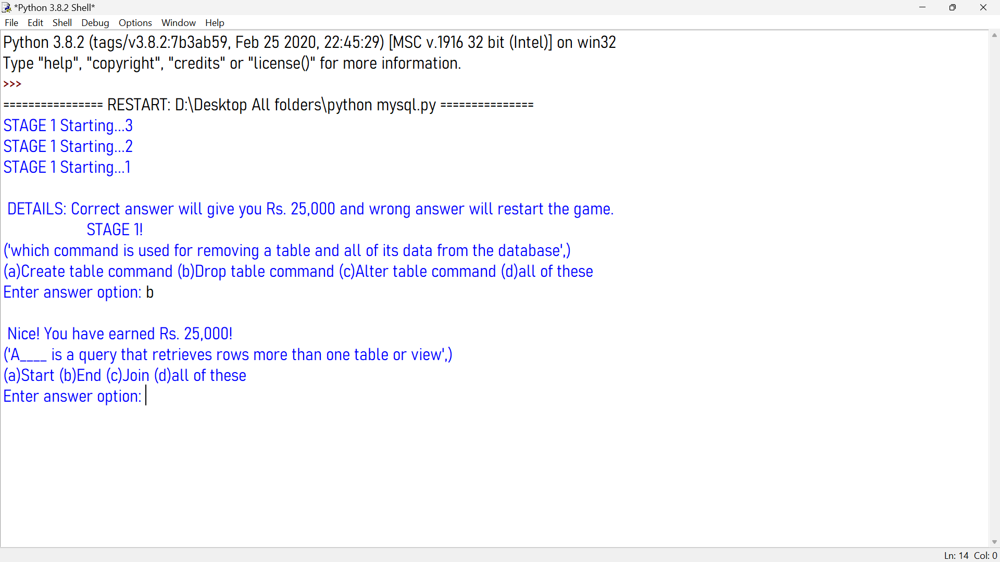 *Python 3.8.2 Shell*
File Edit Shell Debug Options Window Help
Python 3.8.2 (tags/v3.8.2:7b3ab59, Feb 25 2020, 22:45:29) [MSC v.1916 32 bit (Intel)] on win32
Type "help", "copyright", "credits" or "license()" for more information.
>>>
================ RESTART: D:\Desktop All folders\python mysql.py ===============
STAGE 1 Starting...3
STAGE 1 Starting...2
STAGE 1 Starting...1
DETAILS: Correct answer will give you Rs. 25,000 and wrong answer will restart the game.
STAGE 1!
('which command is used for removing a table and all of its data from the database',)
(a)Create table command (b)Drop table command (c)Alter table command (d)all of these
Enter answer option: b
Nice! You have earned Rs. 25,000!
('A____ is a query that retrieves rows more than one table or view',)
(a)Start (b)End (c)Join (d)all of these
Enter answer option:
Ln: 14 Col: 0